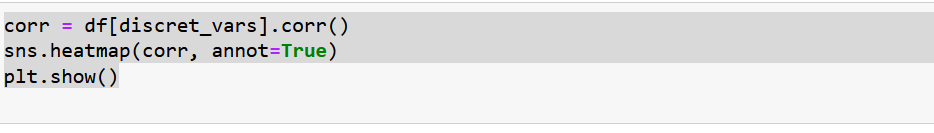 corr = df[discret_vars].corr()
sns.heatmap(corr, annot=True)
plt.show()